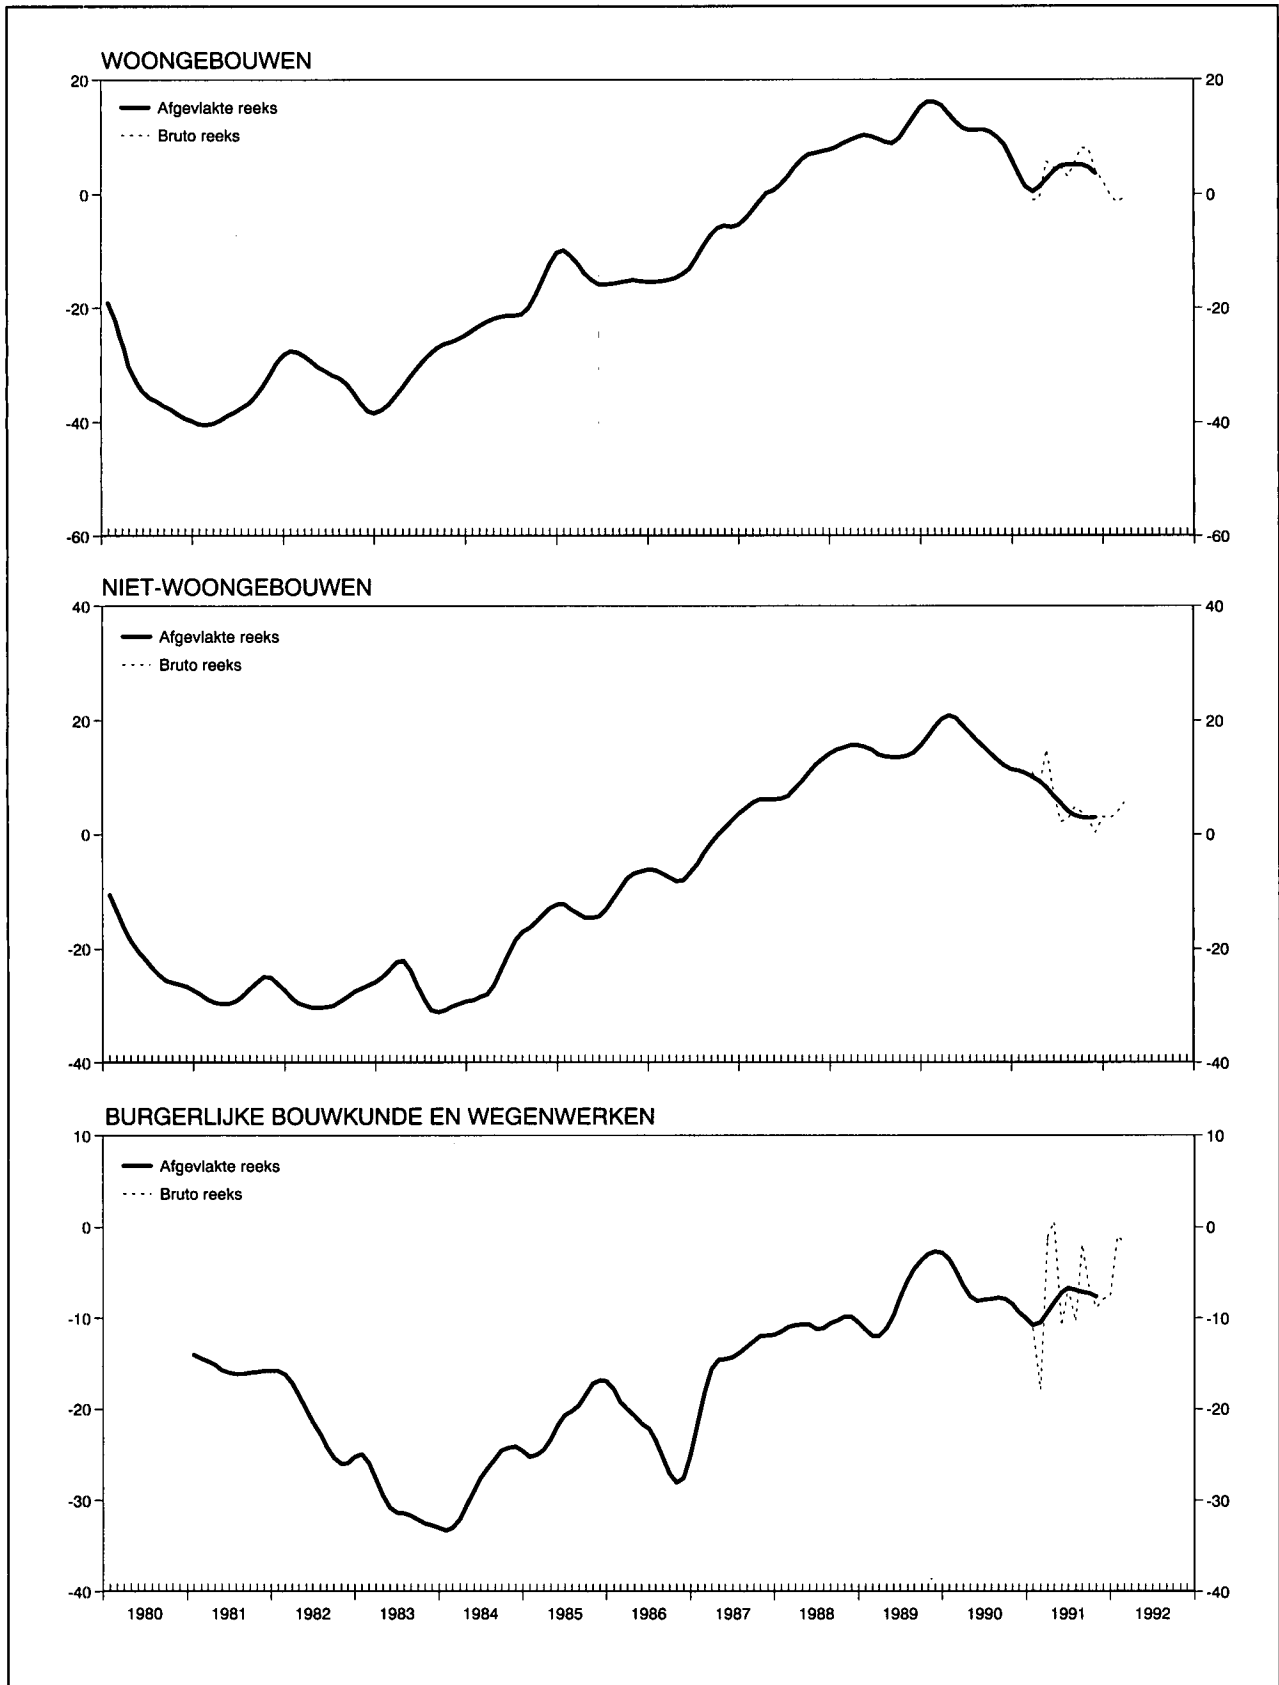 WOONGEBOUWEN
20 20
Afgevlakte reeks
Bruto reeks
0 0
-20 -20
-40 -40
-60 -60
NIET-WOONGEBOUWEN
40 40
Afgevlakte reeks
Bruto reeks
20 20
0 0
-20 -20
-40 -40
BURGERLIJKE BOUWKUNDE EN WEGENWERKEN
10 10
Afgevlakte reeks
Bruto reeks
0 0
-10 -10
-20 -20
-30 -30
-40 -40
1980 1981 1982 1983 1984 1985 1986 1987 1988 1989 1990 1991 1992